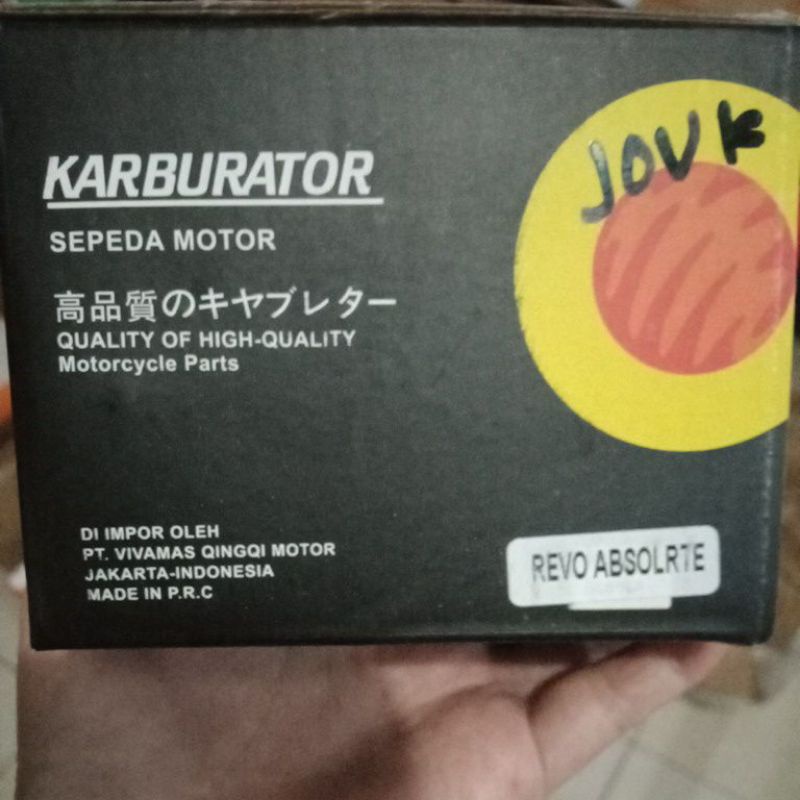 KARBURATOR
SEPEDA MOTOR
高品質のキヤブレター
QUALITY OF HIGH-QUALITY
Motorcycle Parts
JOV K
DI IMPOR OLEH
PT. VIVAMAS QINGQI MOTOR
JAKARTA-INDONESIA
MADE IN P.R.C
REVO ABSOLRTE